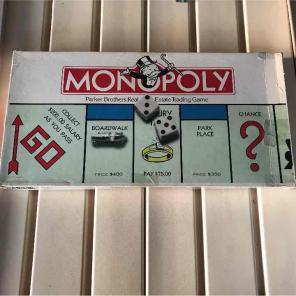 MONOPOLY
Parker Brothers Real Estate Trading Game
COLLECT
$200.00 SALARY
AS YOU PASS
GO
BOARDWALK
PRICE $400
PAY $75.00
PARK
PLACE
PRICE $350
CHANCE
?